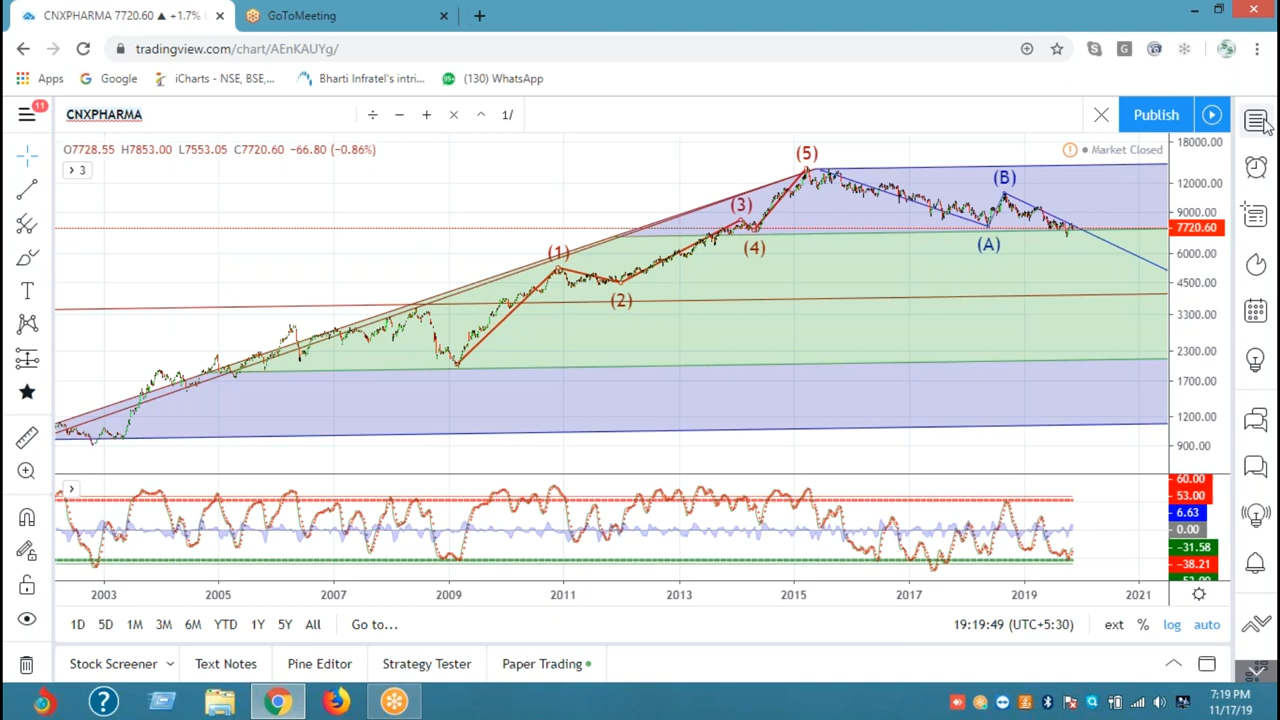 CNXPHARMA 7720.60 ▲ +1.7%
GoToMeeting
tradingview.com/chart/AEnKAUYg/
Apps
Google
iCharts - NSE, BSE,...
Bharti Infratel's intri...
99+
(130) WhatsApp
11
CNXPHARMA
÷ − + × ^ 1/
Publish
O7728.55 H7853.00 L7553.05 C7720.60 −66.80 (−0.86%)
Market Closed
3
(1)
(2)
(3)
(4)
(5)
(A)
(B)
18000.00
12000.00
9000.00
7720.60
6000.00
4500.00
3300.00
2300.00
1700.00
1200.00
900.00
60.00
53.00
6.63
0.00
−31.58
−38.21
2003 2005 2007 2009 2011 2013 2015 2017 2019 2021
1D 5D 1M 3M 6M YTD 1Y 5Y All Go to...
19:19:49 (UTC+5:30) ext % log auto
Stock Screener Text Notes Pine Editor Strategy Tester Paper Trading
7:19 PM
11/17/19